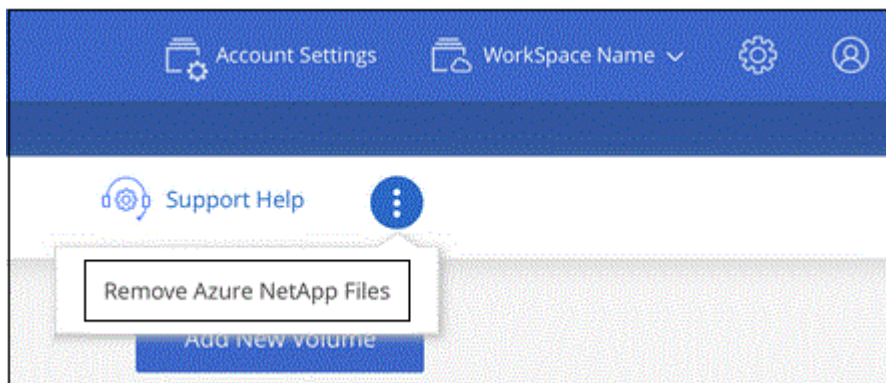 Account Settings WorkSpace Name
Support Help
Remove Azure NetApp Files
Add New Volume